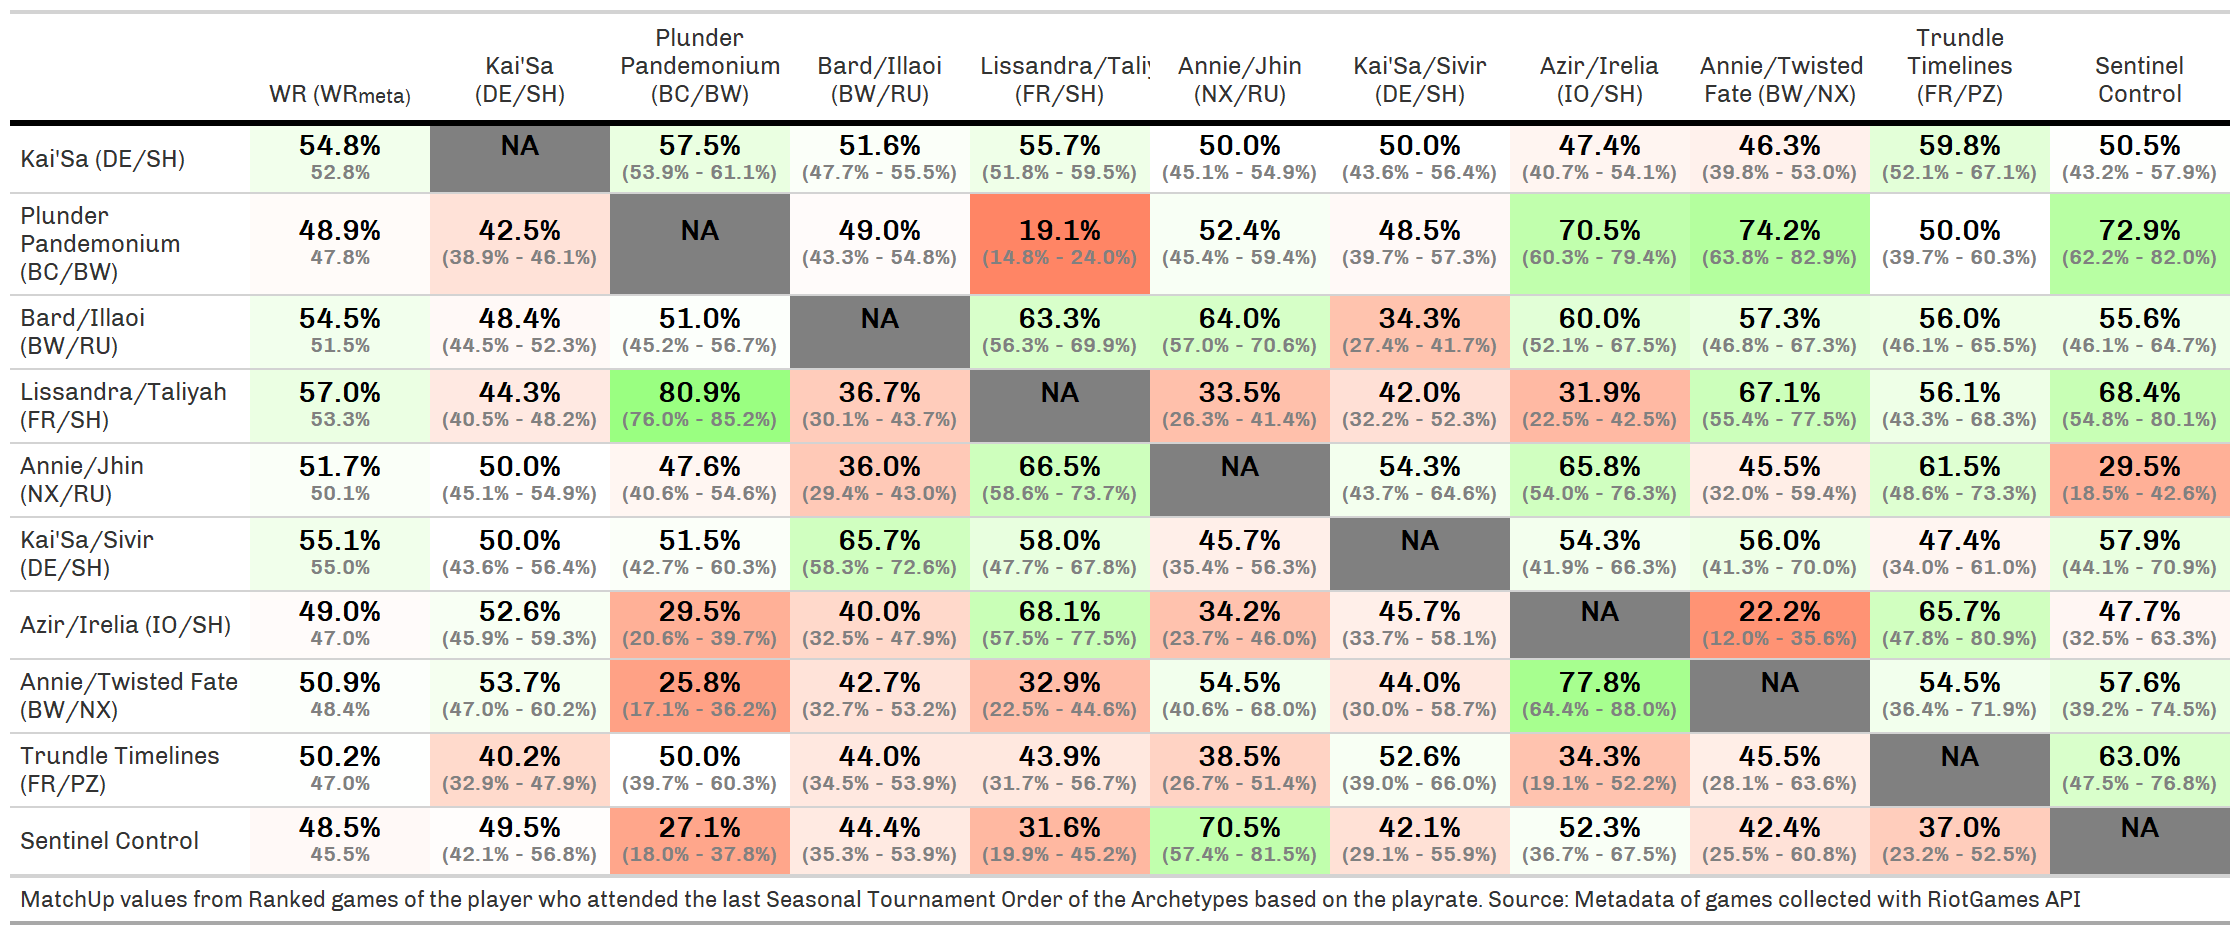 WR (WRmeta)
Kai'Sa
(DE/SH)
Plunder
Pandemonium
(BC/BW)
Bard/Illaoi
(BW/RU)
Lissandra/Taliy
(FR/SH)
Annie/Jhin
(NX/RU)
Kai'Sa/Sivir
(DE/SH)
Azir/Irelia
(IO/SH)
Annie/Twisted
Fate (BW/NX)
Trundle
Timelines
(FR/PZ)
Sentinel
Control
Kai'Sa (DE/SH)
54.8% NA 57.5% 51.6% 55.7% 50.0% 50.0% 47.4% 46.3% 59.8% 50.5%
52.8% (53.9% - 61.1%) (47.7% - 55.5%) (51.8% - 59.5%) (45.1% - 54.9%) (43.6% - 56.4%) (40.7% - 54.1%) (39.8% - 53.0%) (52.1% - 67.1%) (43.2% - 57.9%)
Plunder
Pandemonium
(BC/BW)
48.9% 42.5% NA 49.0% 19.1% 52.4% 48.5% 70.5% 74.2% 50.0% 72.9%
47.8% (38.9% - 46.1%) (43.3% - 54.8%) (14.8% - 24.0%) (45.4% - 59.4%) (39.7% - 57.3%) (60.3% - 79.4%) (63.8% - 82.9%) (39.7% - 60.3%) (62.2% - 82.0%)
Bard/Illaoi
(BW/RU)
54.5% 48.4% 51.0% NA 63.3% 64.0% 34.3% 60.0% 57.3% 56.0% 55.6%
51.5% (44.5% - 52.3%) (45.2% - 56.7%) (56.3% - 69.9%) (57.0% - 70.6%) (27.4% - 41.7%) (52.1% - 67.5%) (46.8% - 67.3%) (46.1% - 65.5%) (46.1% - 64.7%)
Lissandra/Taliyah
(FR/SH)
57.0% 44.3% 80.9% 36.7% NA 33.5% 42.0% 31.9% 67.1% 56.1% 68.4%
53.3% (40.5% - 48.2%) (76.0% - 85.2%) (30.1% - 43.7%) (26.3% - 41.4%) (32.2% - 52.3%) (22.5% - 42.5%) (55.4% - 77.5%) (43.3% - 68.3%) (54.8% - 80.1%)
Annie/Jhin
(NX/RU)
51.7% 50.0% 47.6% 36.0% 66.5% NA 54.3% 65.8% 45.5% 61.5% 29.5%
50.1% (45.1% - 54.9%) (40.6% - 54.6%) (29.4% - 43.0%) (58.6% - 73.7%) (43.7% - 64.6%) (54.0% - 76.3%) (32.0% - 59.4%) (48.6% - 73.3%) (18.5% - 42.6%)
Kai'Sa/Sivir
(DE/SH)
55.1% 50.0% 51.5% 65.7% 58.0% 45.7% NA 54.3% 56.0% 47.4% 57.9%
55.0% (43.6% - 56.4%) (42.7% - 60.3%) (58.3% - 72.6%) (47.7% - 67.8%) (35.4% - 56.3%) (41.9% - 66.3%) (41.3% - 70.0%) (34.0% - 61.0%) (44.1% - 70.9%)
Azir/Irelia (IO/SH)
49.0% 52.6% 29.5% 40.0% 68.1% 34.2% 45.7% NA 22.2% 65.7% 47.7%
47.0% (45.9% - 59.3%) (20.6% - 39.7%) (32.5% - 47.9%) (57.5% - 77.5%) (23.7% - 46.0%) (33.7% - 58.1%) (12.0% - 35.6%) (47.8% - 80.9%) (32.5% - 63.3%)
Annie/Twisted Fate
(BW/NX)
50.9% 53.7% 25.8% 42.7% 32.9% 54.5% 44.0% 77.8% NA 54.5% 57.6%
48.4% (47.0% - 60.2%) (17.1% - 36.2%) (32.7% - 53.2%) (22.5% - 44.6%) (40.6% - 68.0%) (30.0% - 58.7%) (64.4% - 88.0%) (36.4% - 71.9%) (39.2% - 74.5%)
Trundle Timelines
(FR/PZ)
50.2% 40.2% 50.0% 44.0% 43.9% 38.5% 52.6% 34.3% 45.5% NA 63.0%
47.0% (32.9% - 47.9%) (39.7% - 60.3%) (34.5% - 53.9%) (31.7% - 56.7%) (26.7% - 51.4%) (39.0% - 66.0%) (19.1% - 52.2%) (28.1% - 63.6%) (47.5% - 76.8%)
Sentinel Control
48.5% 49.5% 27.1% 44.4% 31.6% 70.5% 42.1% 52.3% 42.4% 37.0% NA
45.5% (42.1% - 56.8%) (18.0% - 37.8%) (35.3% - 53.9%) (19.9% - 45.2%) (57.4% - 81.5%) (29.1% - 55.9%) (36.7% - 67.5%) (25.5% - 60.8%) (23.2% - 52.5%)
MatchUp values from Ranked games of the player who attended the last Seasonal Tournament Order of the Archetypes based on the playrate. Source: Metadata of games collected with RiotGames API